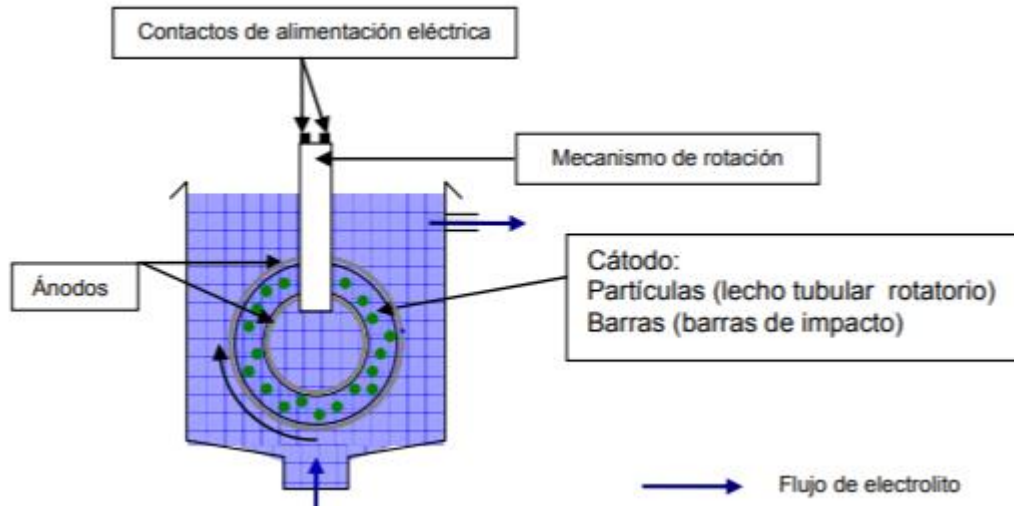 Contactos de alimentación eléctrica
Mecanismo de rotación
Ánodos
Cátodo:
Partículas (lecho tubular rotatorio)
Barras (barras de impacto)
Flujo de electrolito